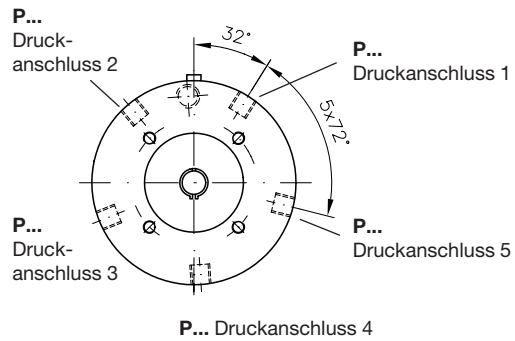 P...
Druck-
anschluss 2
32°
P...
Druckanschluss 1
5x72°
P...
Druck-
anschluss 3
P...
Druckanschluss 5
P... Druckanschluss 4